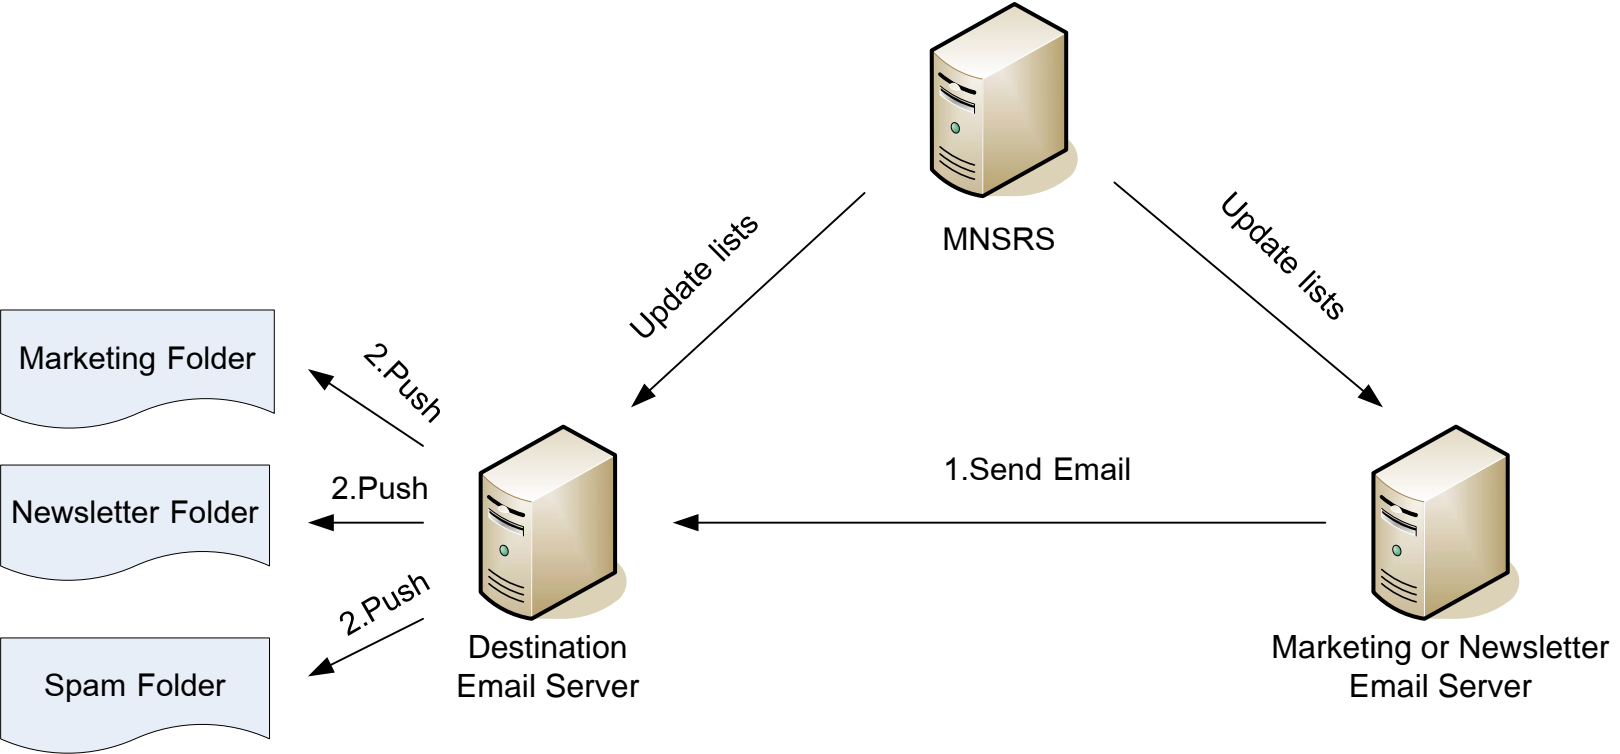 MNSRS
Update lists
Update lists
Marketing Folder
2.Push
1.Send Email
2.Push
Newsletter Folder
2.Push
Destination
Email Server
Marketing or Newsletter
Email Server
Spam Folder